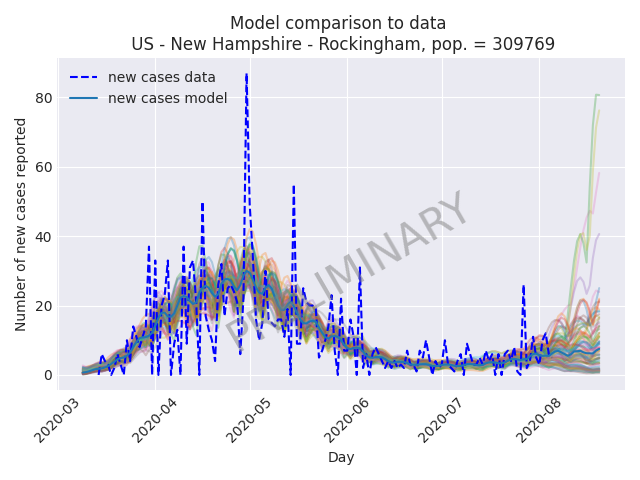 Model comparison to data
US - New Hampshire - Rockingham, pop. = 309769
new cases data
new cases model
Number of new cases reported
80
60
40
20
0
PRELIMINARY
2020-03
2020-04
2020-05
2020-06
2020-07
2020-08
Day